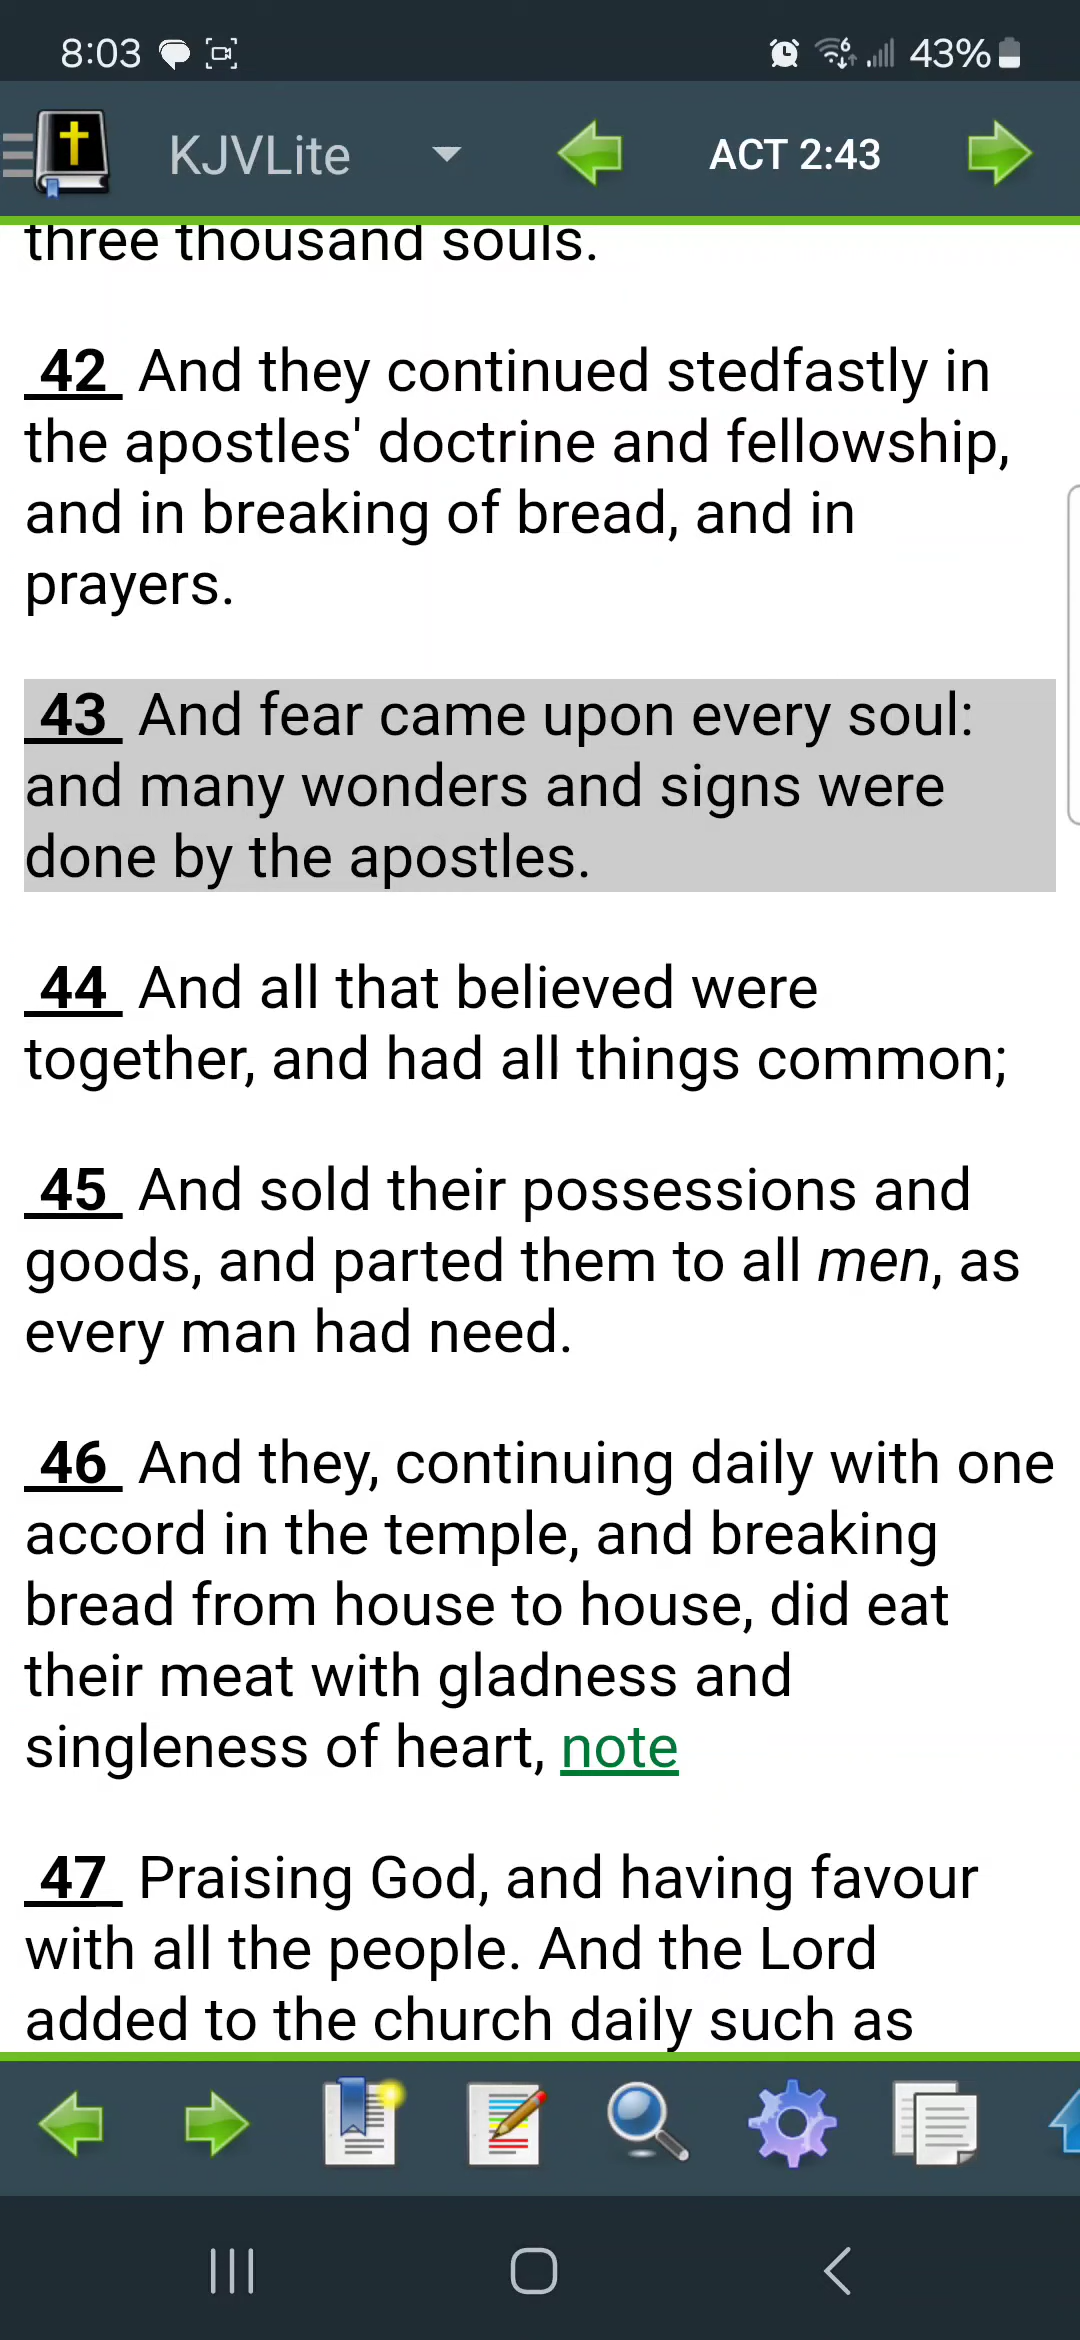 8:03
43%
KJVLite
ACT 2:43
three thousand souls.
42 And they continued stedfastly in
the apostles' doctrine and fellowship,
and in breaking of bread, and in
prayers.
43 And fear came upon every soul:
and many wonders and signs were
done by the apostles.
44 And all that believed were
together, and had all things common;
45 And sold their possessions and
goods, and parted them to all men, as
every man had need.
46 And they, continuing daily with one
accord in the temple, and breaking
bread from house to house, did eat
their meat with gladness and
singleness of heart, note
47 Praising God, and having favour
with all the people. And the Lord
added to the church daily such as